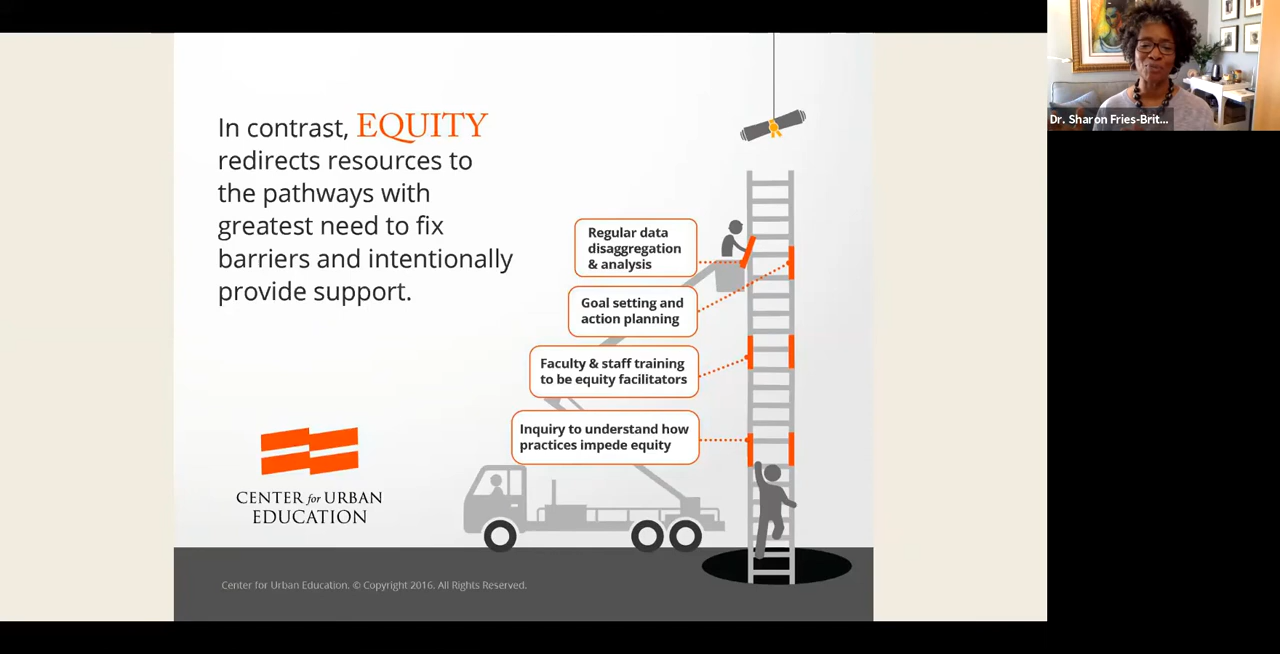 In contrast, EQUITY
redirects resources to
the pathways with
greatest need to fix
barriers and intentionally
provide support.
Regular data
disaggregation
& analysis
Goal setting and
action planning
Faculty & staff training
to be equity facilitators
Inquiry to understand how
practices impede equity
CENTER for URBAN
EDUCATION
Center for Urban Education. © Copyright 2016. All Rights Reserved.
Dr. Sharon Fries-Brit...